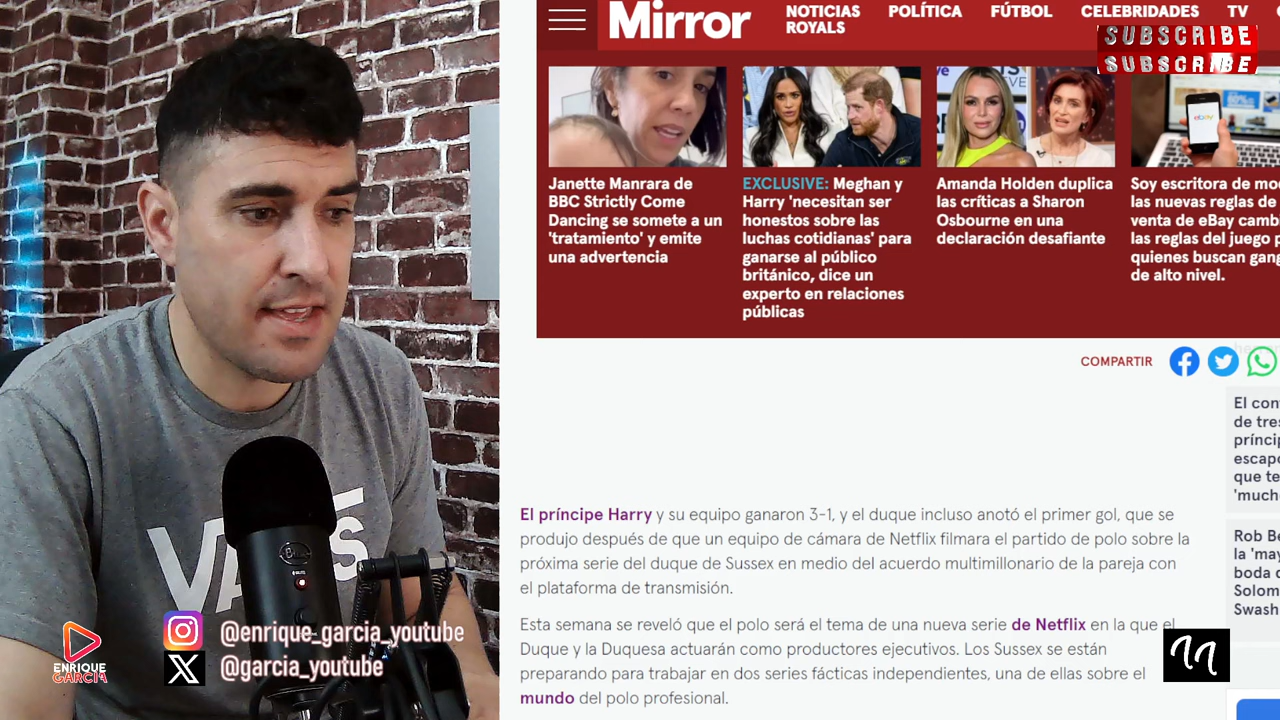 Mirror
NOTICIAS
ROYALS
POLÍTICA
FÚTBOL
CELEBRIDADES
TV
SUBSCRIBE
SUBSCRIBE
ebay
Janette Manrara de
BBC Strictly Come
Dancing se somete a un
'tratamiento' y emite
una advertencia
EXCLUSIVE: Meghan y
Harry 'necesitan ser
honestos sobre las
luchas cotidianas' para
ganarse al público
británico, dice un
experto en relaciones
públicas
Amanda Holden duplica
las críticas a Sharon
Osbourne en una
declaración desafiante
Soy escritora de mo
las nuevas reglas de
venta de eBay camb
las reglas del juego p
quienes buscan gang
de alto nivel.
COMPARTIR
El con
de tres
prínci
escap
que te
'much
El príncipe Harry y su equipo ganaron 3-1, y el duque incluso anotó el primer gol, que se
produjo después de que un equipo de cámara de Netflix filmara el partido de polo sobre la
próxima serie del duque de Sussex en medio del acuerdo multimillonario de la pareja con
el plataforma de transmisión.
Rob Be
la 'may
boda d
Solom
Swash
Esta semana se reveló que el polo será el tema de una nueva serie de Netflix en la que el
Duque y la Duquesa actuarán como productores ejecutivos. Los Sussex se están
preparando para trabajar en dos series fácticas independientes, una de ellas sobre el
mundo del polo profesional.
VANS
ENRIQUE
GARCIA
@enrique_garcia_youtube
@garcia_youtube